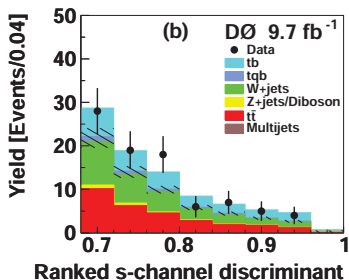 50
(b) DØ 9.7 fb⁻¹
Data
tb
40
tqb
W+jets
30
Z+jets/Diboson
tt̄
Multijets
20
10
0
Yield [Events/0.04]
0.7 0.8 0.9 1
Ranked s-channel discriminant